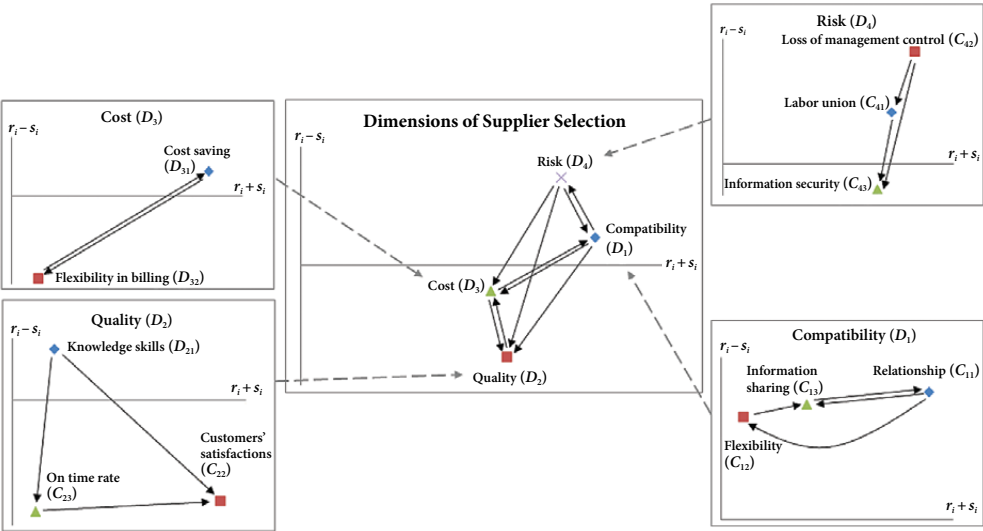 Cost (D₃)
rᵢ – sᵢ
Cost saving
(D₃₁)
rᵢ + sᵢ
Flexibility in billing (D₃₂)
Quality (D₂)
rᵢ – sᵢ
Knowledge skills (D₂₁)
rᵢ + sᵢ
Customers'
satisfactions
(C₂₂)
On time rate
(C₂₃)
Dimensions of Supplier Selection
rᵢ – sᵢ
Risk (D₄)
Compatibility
(D₁)
rᵢ + sᵢ
Cost (D₃)
Quality (D₂)
Risk (D₄)
rᵢ – sᵢ
Loss of management control (C₄₂)
Labor union (C₄₁)
rᵢ + sᵢ
Information security (C₄₃)
Compatibility (D₁)
rᵢ – sᵢ
Information
sharing (C₁₃)
Relationship (C₁₁)
Flexibility
(C₁₂)
rᵢ + sᵢ